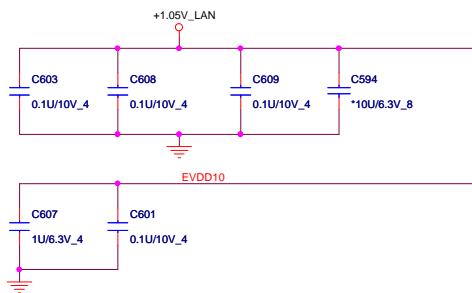 +1.05V_LAN
C603
C608
C609
C594
0.1U/10V_4
0.1U/10V_4
0.1U/10V_4
*10U/6.3V_8
EVDD10
C607
C601
1U/6.3V_4
0.1U/10V_4